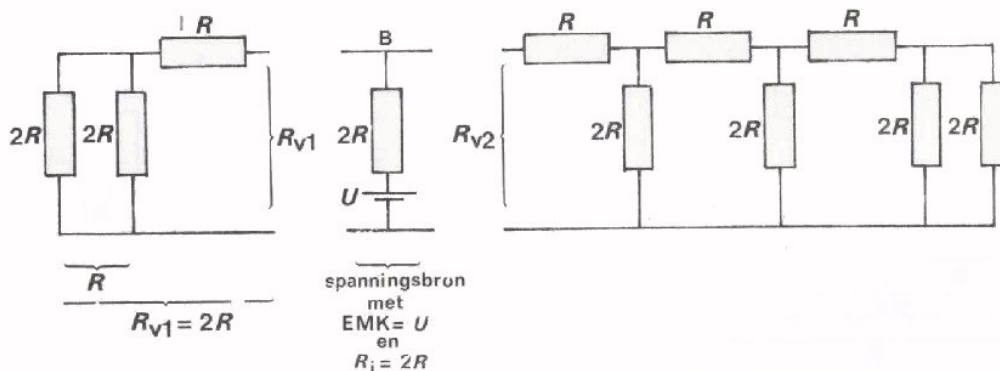 R
B
R
R
R
2R
2R
Rv1
2R
Rv2
2R
2R
2R
2R
U
R
Rv1 = 2R
spanningsbron
met
EMK = U
en
Ri = 2R